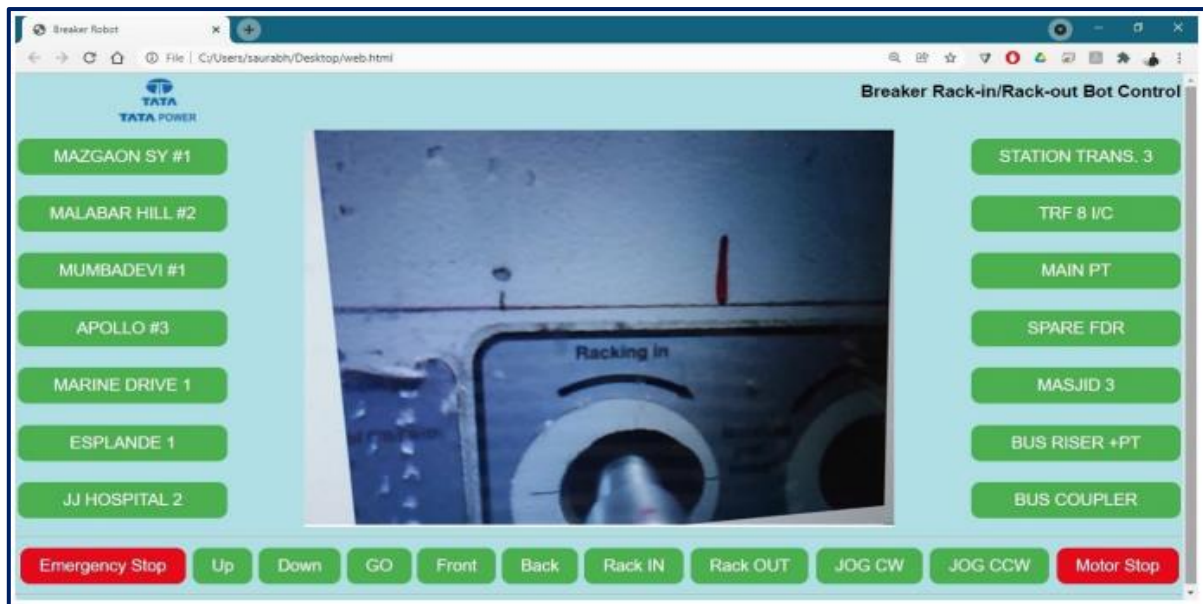 Breaker Robot
File | C:/Users/saurabh/Desktop/web.html
TATA
TATA POWER
Breaker Rack-in/Rack-out Bot Control
MAZGAON SY #1
MALABAR HILL #2
MUMBADEVI #1
APOLLO #3
MARINE DRIVE 1
ESPLANDE 1
JJ HOSPITAL 2
Racking in
STATION TRANS. 3
TRF 8 I/C
MAIN PT
SPARE FDR
MASJID 3
BUS RISER +PT
BUS COUPLER
Emergency Stop Up Down GO Front Back Rack IN Rack OUT JOG CW JOG CCW Motor Stop